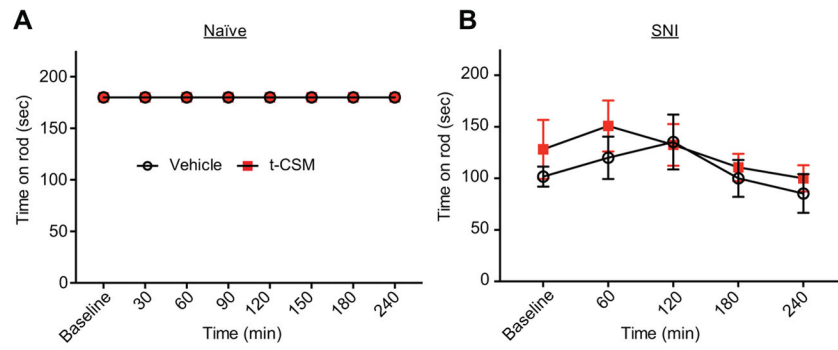 A
Naïve
Time on rod (sec)
200
150
100
50
0
Vehicle
t-CSM
Baseline
30
60
90
120
150
180
240
Time (min)
B
SNI
Time on rod (sec)
200
150
100
50
0
Baseline
60
120
180
240
Time (min)